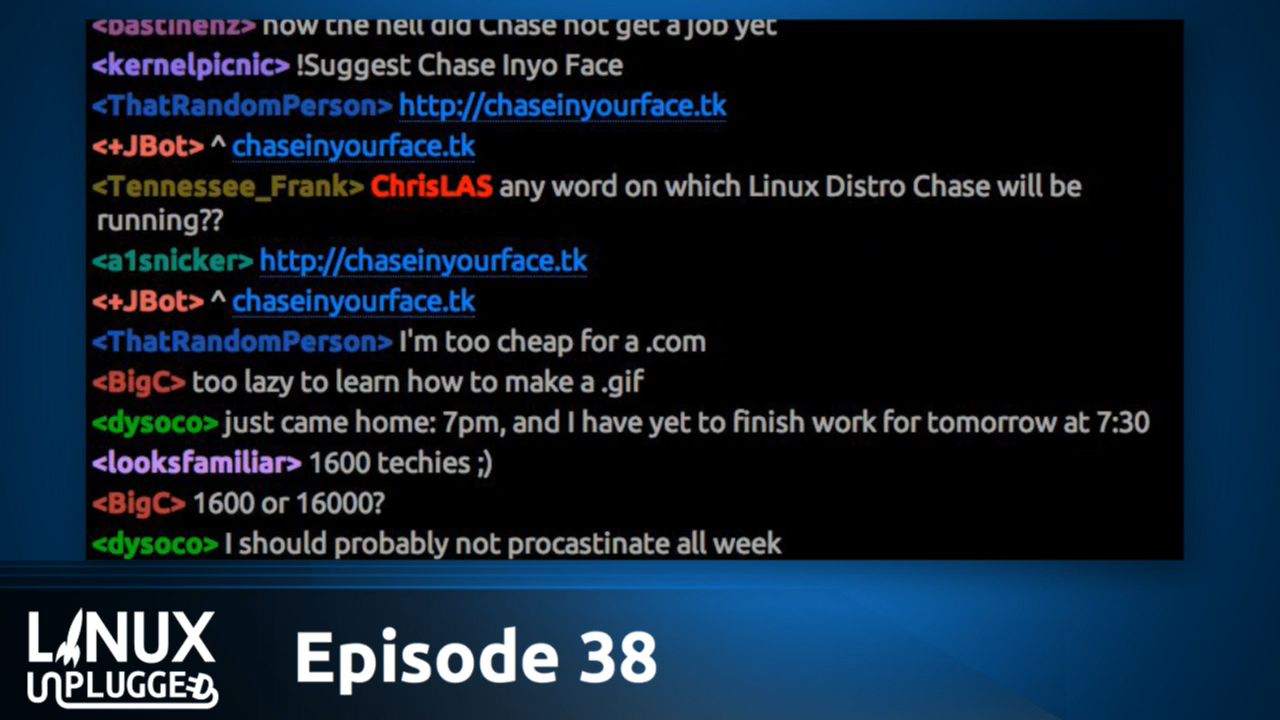 <bastinenz> how the hell did Chase not get a job yet
<kernelpicnic> !Suggest Chase Inyo Face
<ThatRandomPerson> http://chaseinyourface.tk
<+JBot> ^ chaseinyourface.tk
<Tennessee_Frank> ChrisLAS any word on which Linux Distro Chase will be
running??
<a1snicker> http://chaseinyourface.tk
<+JBot> ^ chaseinyourface.tk
<ThatRandomPerson> I'm too cheap for a .com
<BigC> too lazy to learn how to make a .gif
<dysoco> just came home: 7pm, and I have yet to finish work for tomorrow at 7:30
<looksfamiliar> 1600 techies ;)
<BigC> 1600 or 16000?
<dysoco> I should probably not procastinate all week
LINUX
UNPLUGGED
Episode 38